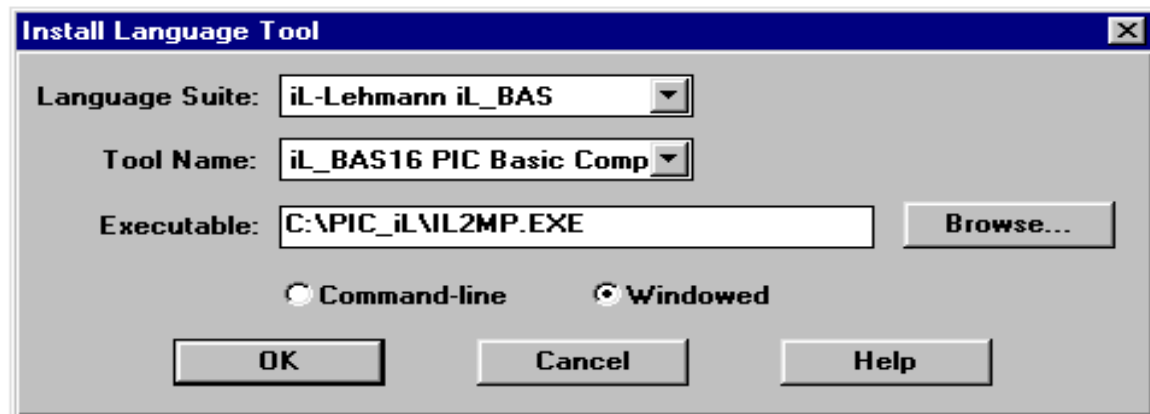 Install Language Tool
Language Suite: iL-Lehmann iL_BAS
Tool Name: iL_BAS16 PIC Basic Comp
Executable: C:\PIC_iL\IL2MP.EXE Browse...
Command-line Windowed
OK Cancel Help